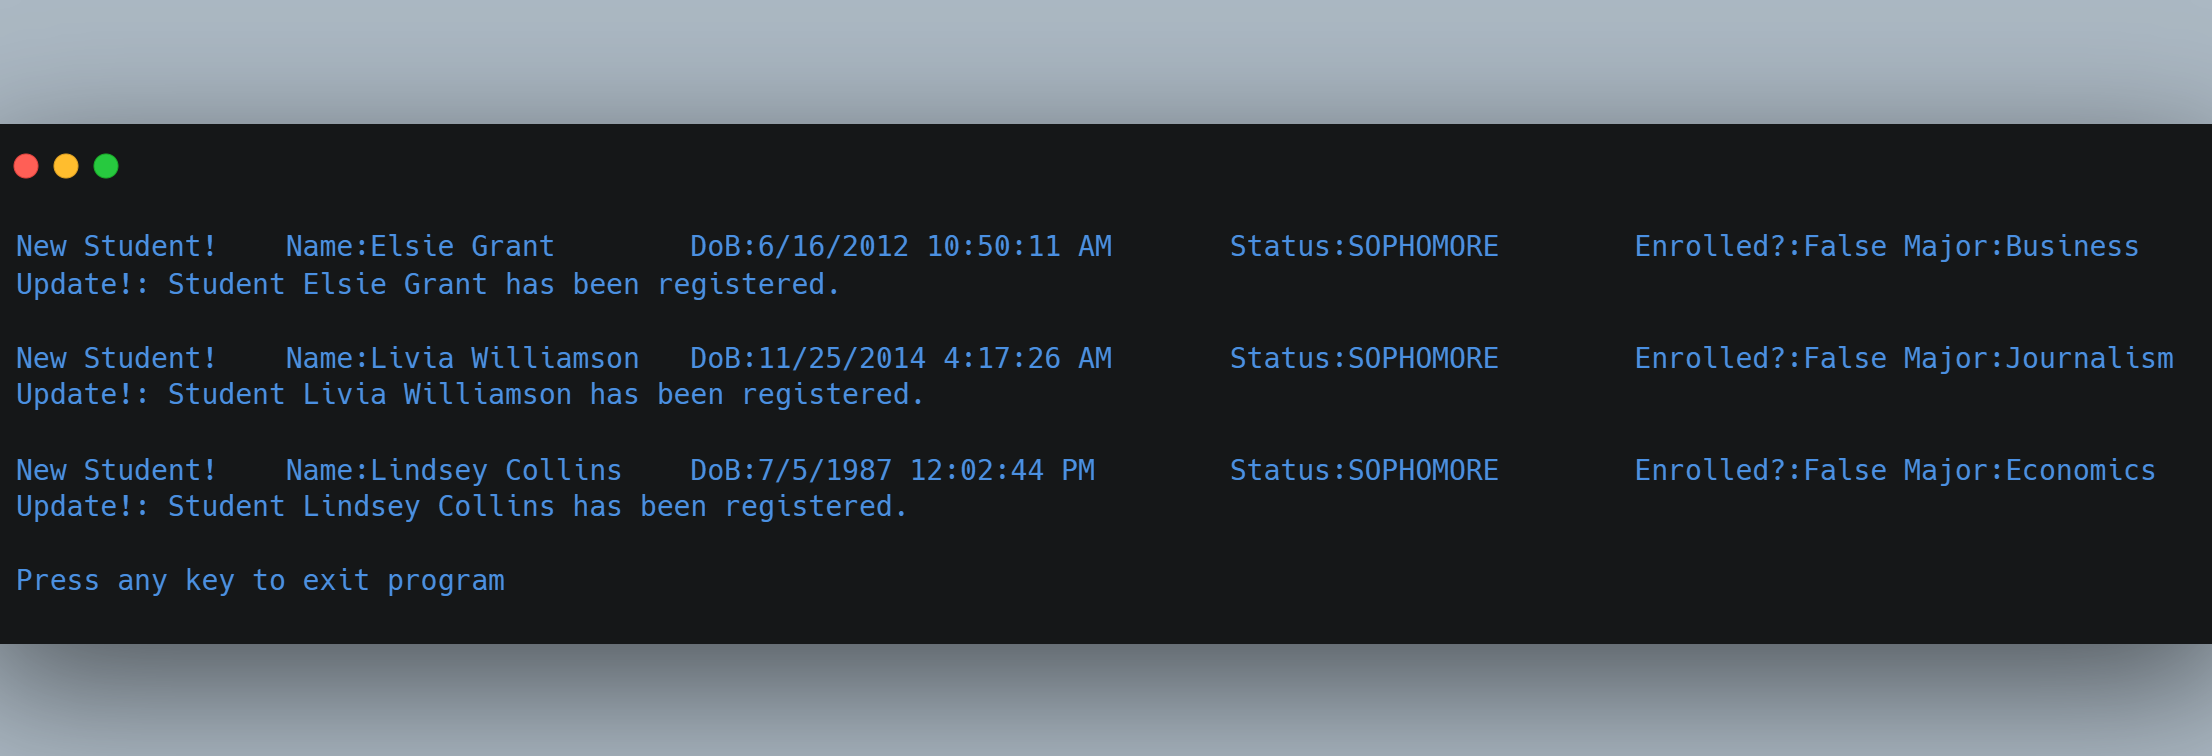 New Student!    Name:Elsie Grant        DoB:6/16/2012 10:50:11 AM       Status:SOPHOMORE        Enrolled?:False Major:Business
Update!: Student Elsie Grant has been registered.
New Student!    Name:Livia Williamson   DoB:11/25/2014 4:17:26 AM       Status:SOPHOMORE        Enrolled?:False Major:Journalism
Update!: Student Livia Williamson has been registered.
New Student!    Name:Lindsey Collins    DoB:7/5/1987 12:02:44 PM        Status:SOPHOMORE        Enrolled?:False Major:Economics
Update!: Student Lindsey Collins has been registered.
Press any key to exit program